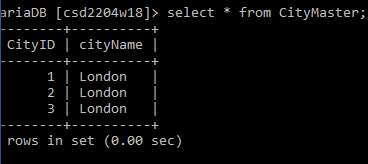 ariaDB [csd2204w18]> select * from CityMaster;
--------+-----------+
CityID | cityName |
--------+-----------+
1 | London |
2 | London |
3 | London |
--------+-----------+
rows in set (0.00 sec)